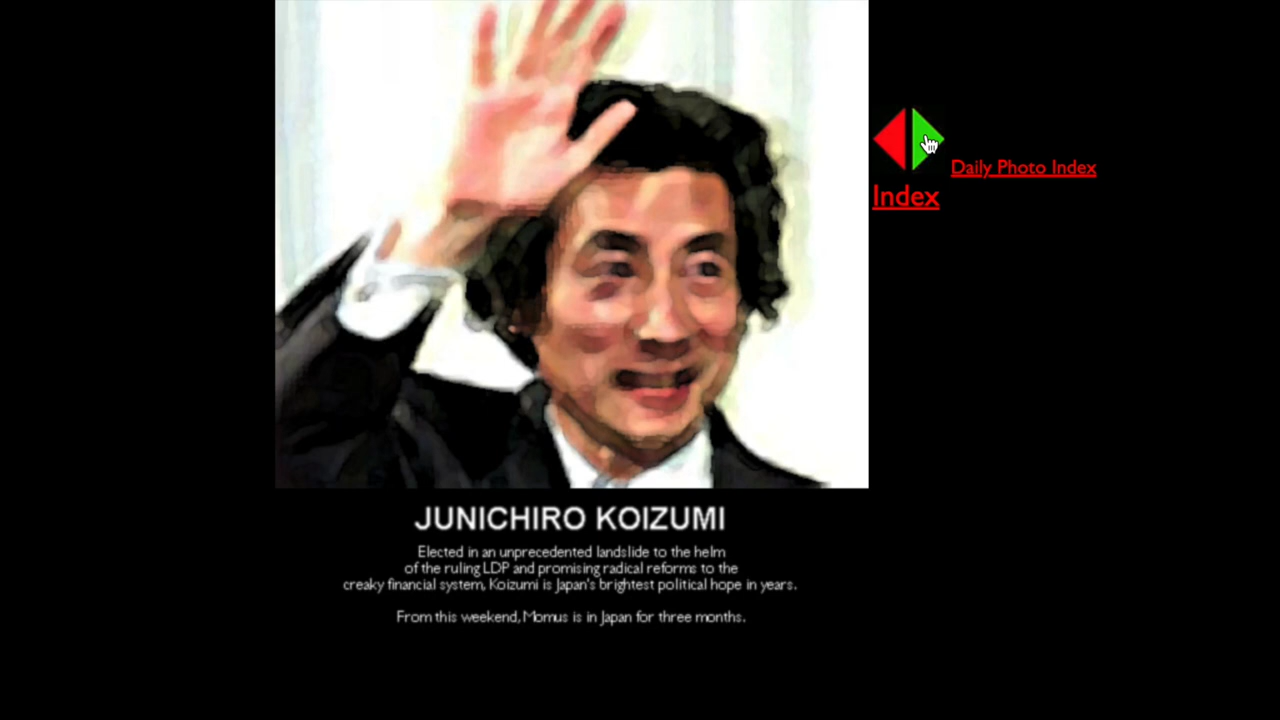 Daily Photo Index
Index
JUNICHIRO KOIZUMI
Elected in an unprecedented landslide to the helm
of the ruling LDP and promising radical reforms to the
creaky financial system, Koizumi is Japan's brightest political hope in years.
From this weekend, Momus is in Japan for three months.